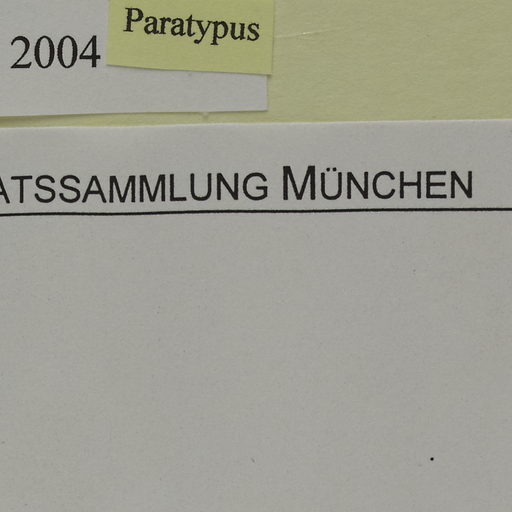 Paratypus
2004
ATSSAMMLUNG MÜNCHEN